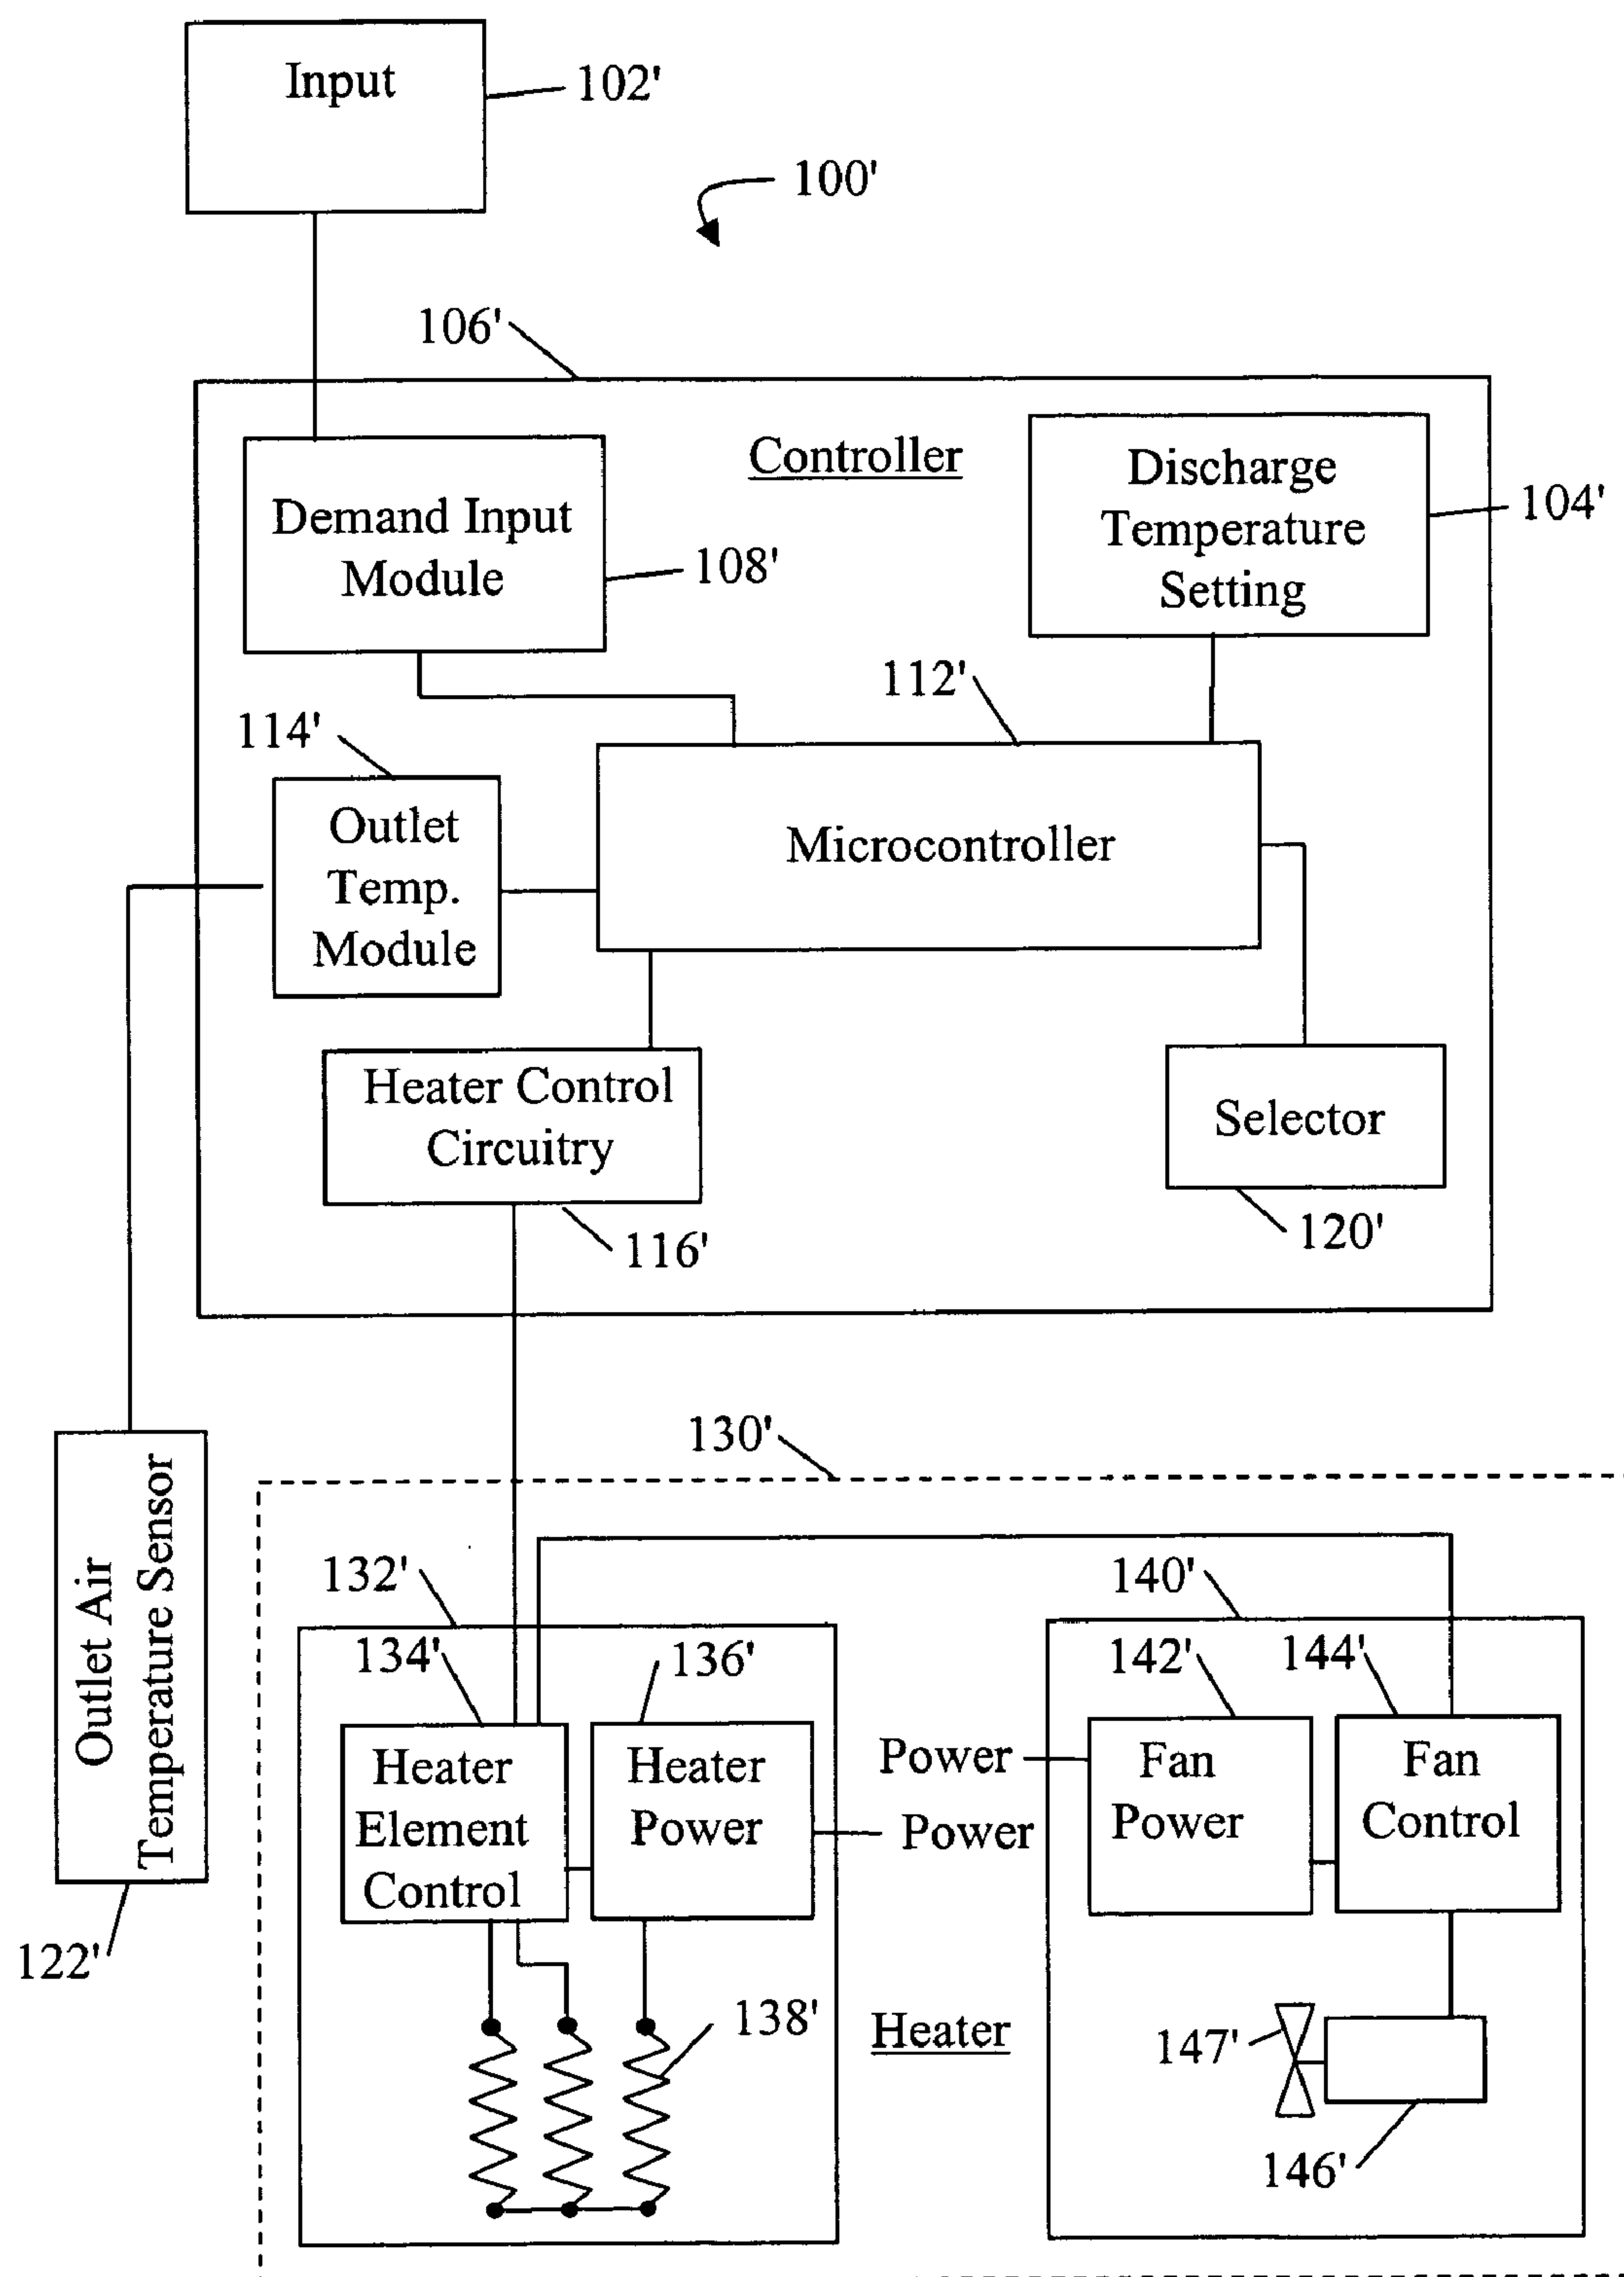 Input
102'
100'
106'
Controller
Discharge
Temperature
Setting
104'
Demand Input
Module
108'
112'
114'
Outlet
Temp.
Module
Microcontroller
Heater Control
Circuitry
116'
Selector
120'
130'
Outlet Air
Temperature Sensor
122'
132'
134'
136'
Heater
Element
Control
Heater
Power
Power
Power
138'
Heater
140'
142'
144'
Fan
Power
Fan
Control
147'
146'